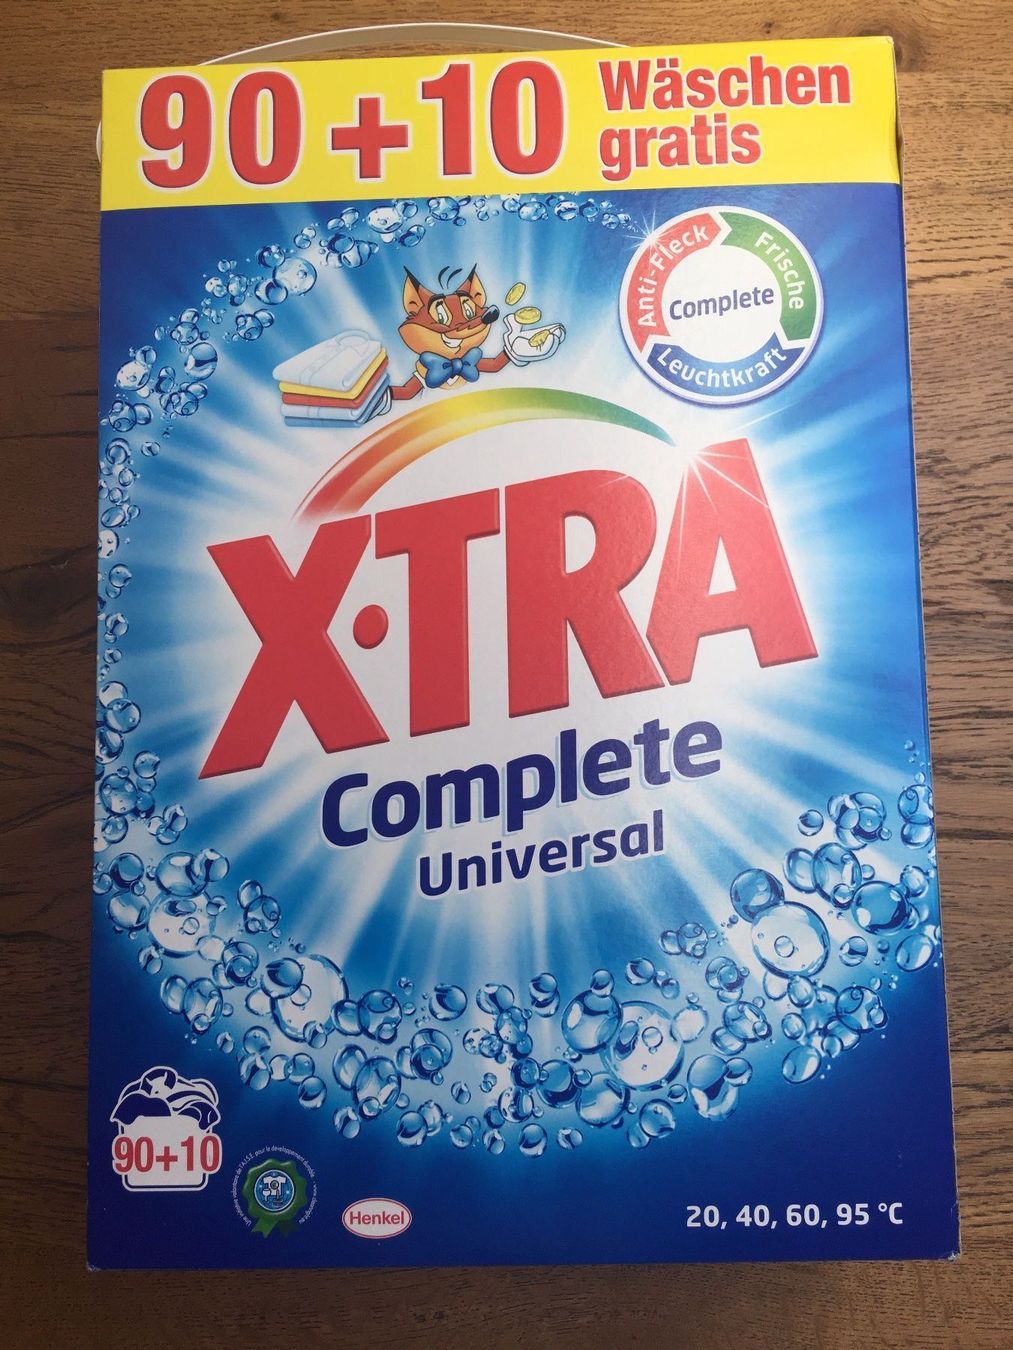 90 + 10 Wäschen
gratis
Anti-Fleck
Frische
Complete
Leuchtkraft
X·TRA
Complete
Universal
90+10
Henkel
20, 40, 60, 95 °C